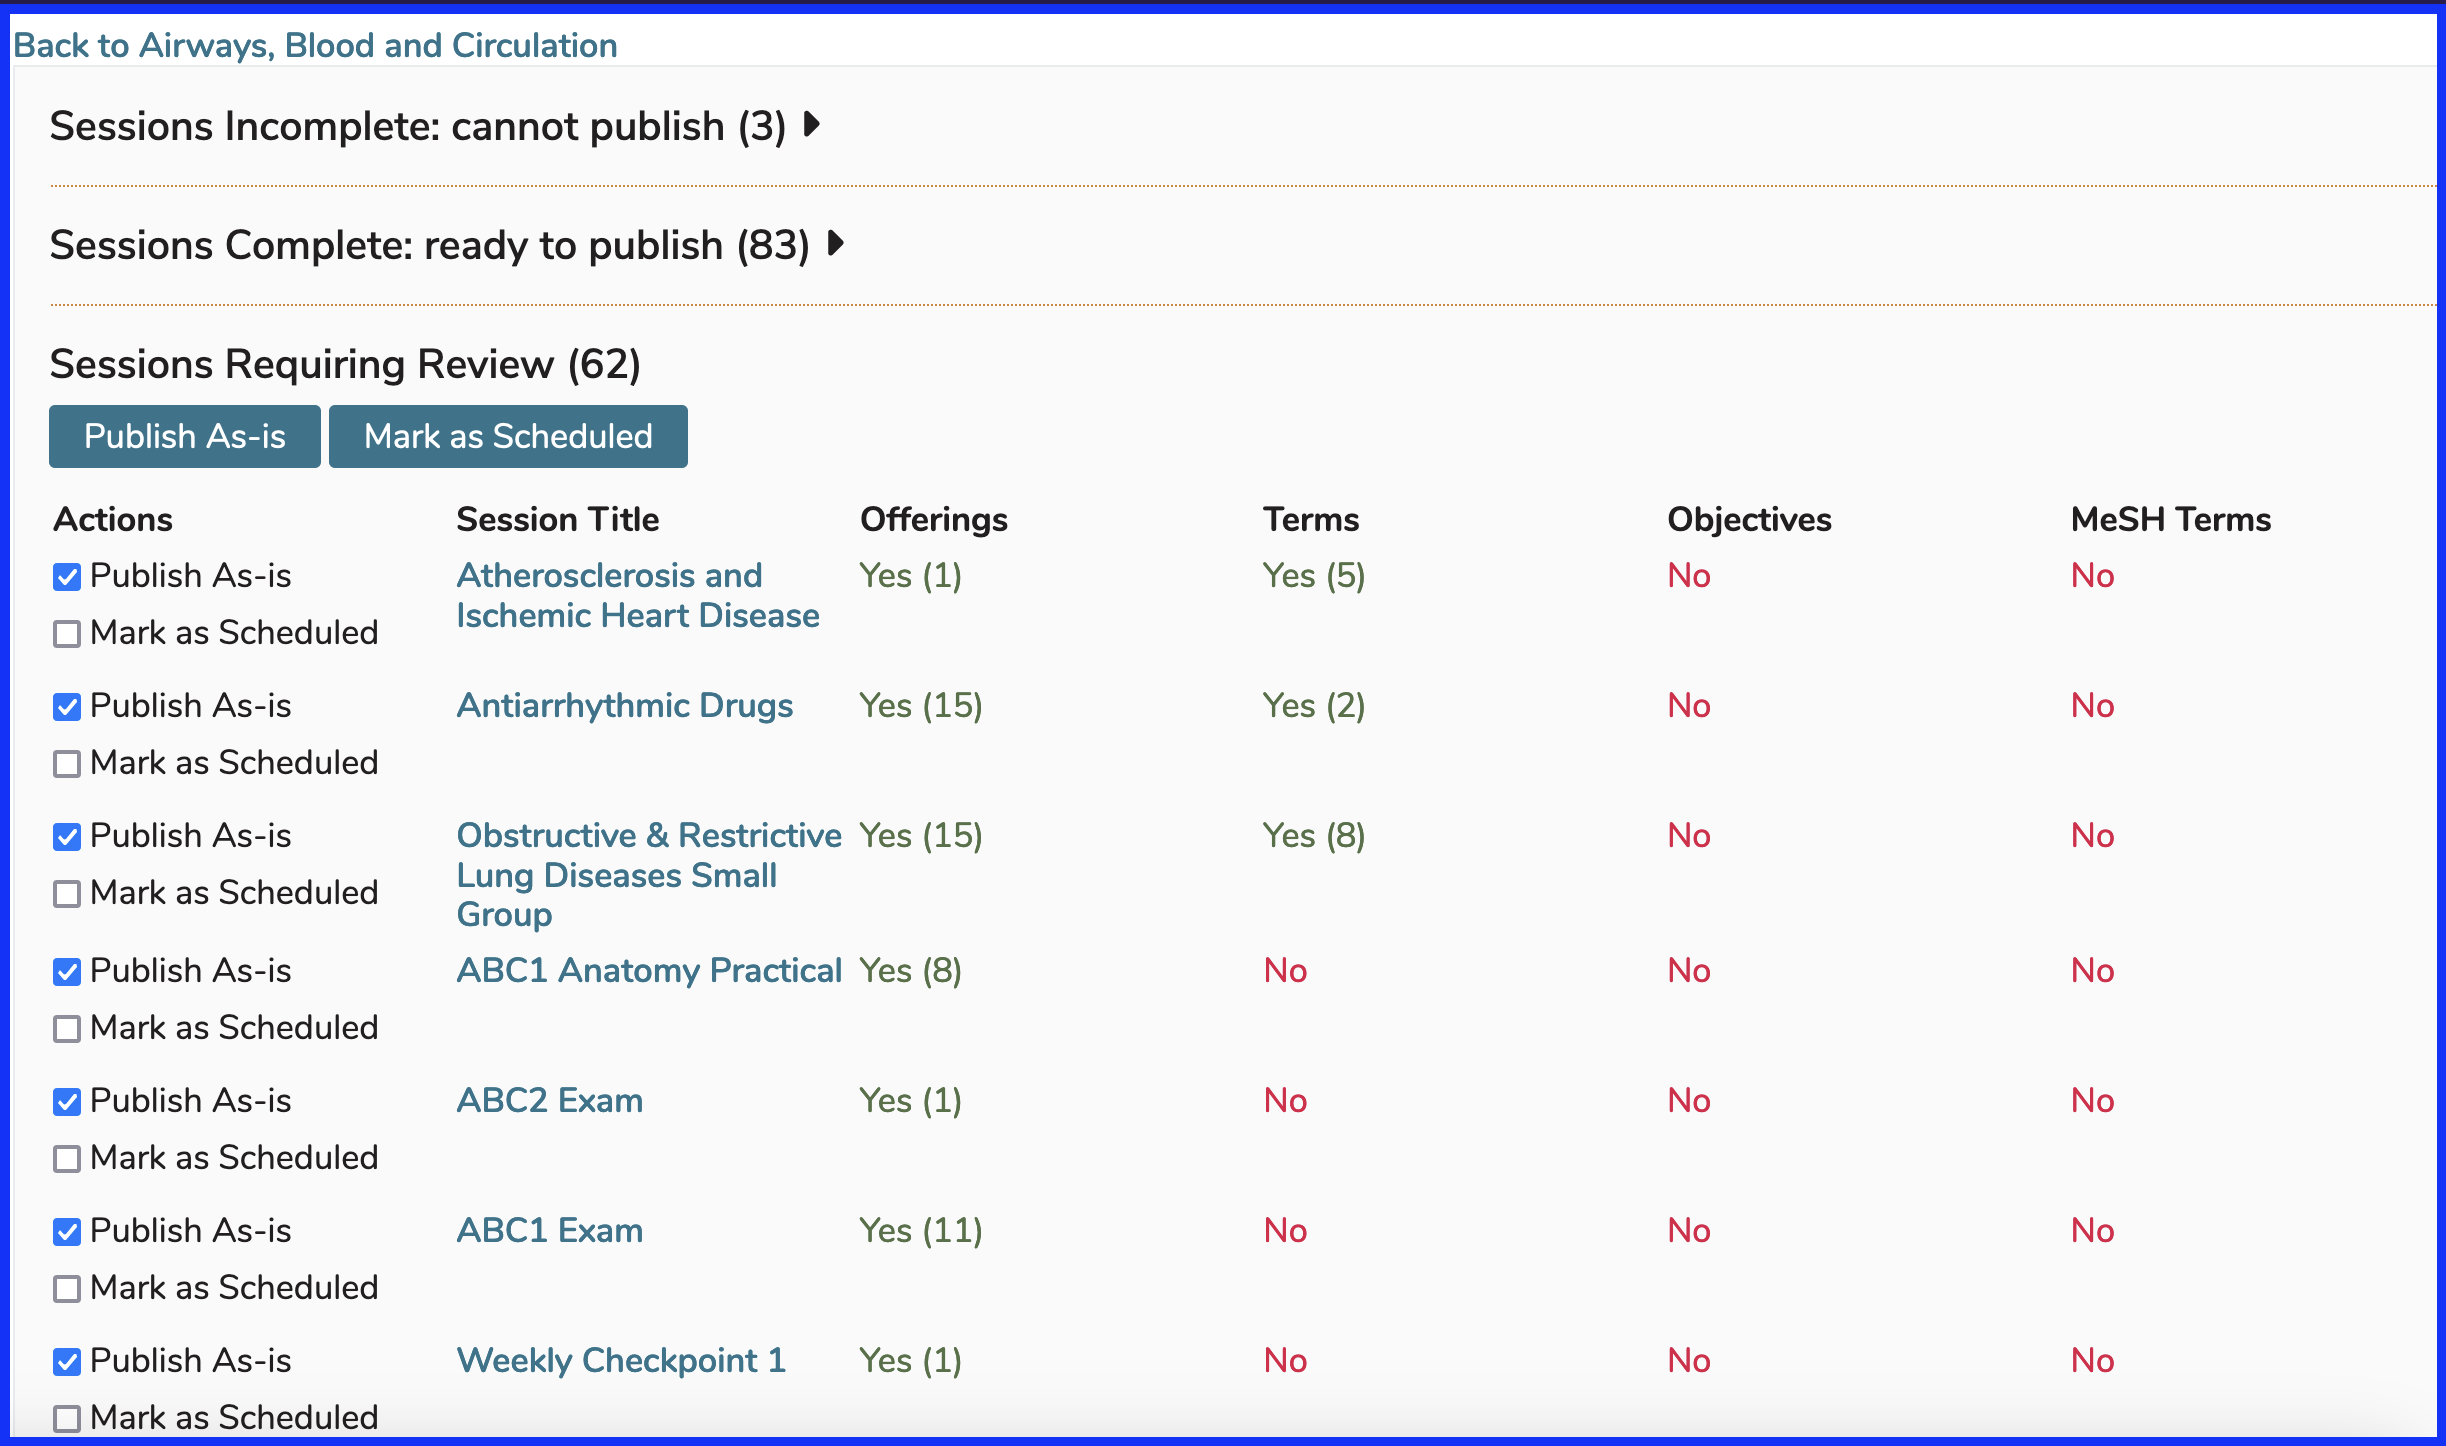 Back to Airways, Blood and Circulation
Sessions Incomplete: cannot publish (3)
Sessions Complete: ready to publish (83)
Sessions Requiring Review (62)
Publish As-is Mark as Scheduled
Actions Session Title Offerings Terms Objectives MeSH Terms
Publish As-is Atherosclerosis and Yes (1) Yes (5) No No
Ischemic Heart Disease
Mark as Scheduled
Publish As-is Antiarrhythmic Drugs Yes (15) Yes (2) No No
Mark as Scheduled
Publish As-is Obstructive & Restrictive Yes (15) Yes (8) No No
Lung Diseases Small
Mark as Scheduled
Group
Publish As-is ABC1 Anatomy Practical Yes (8) No No No
Mark as Scheduled
Publish As-is ABC2 Exam Yes (1) No No No
Mark as Scheduled
Publish As-is ABC1 Exam Yes (11) No No No
Mark as Scheduled
Publish As-is Weekly Checkpoint 1 Yes (1) No No No
Mark as Scheduled